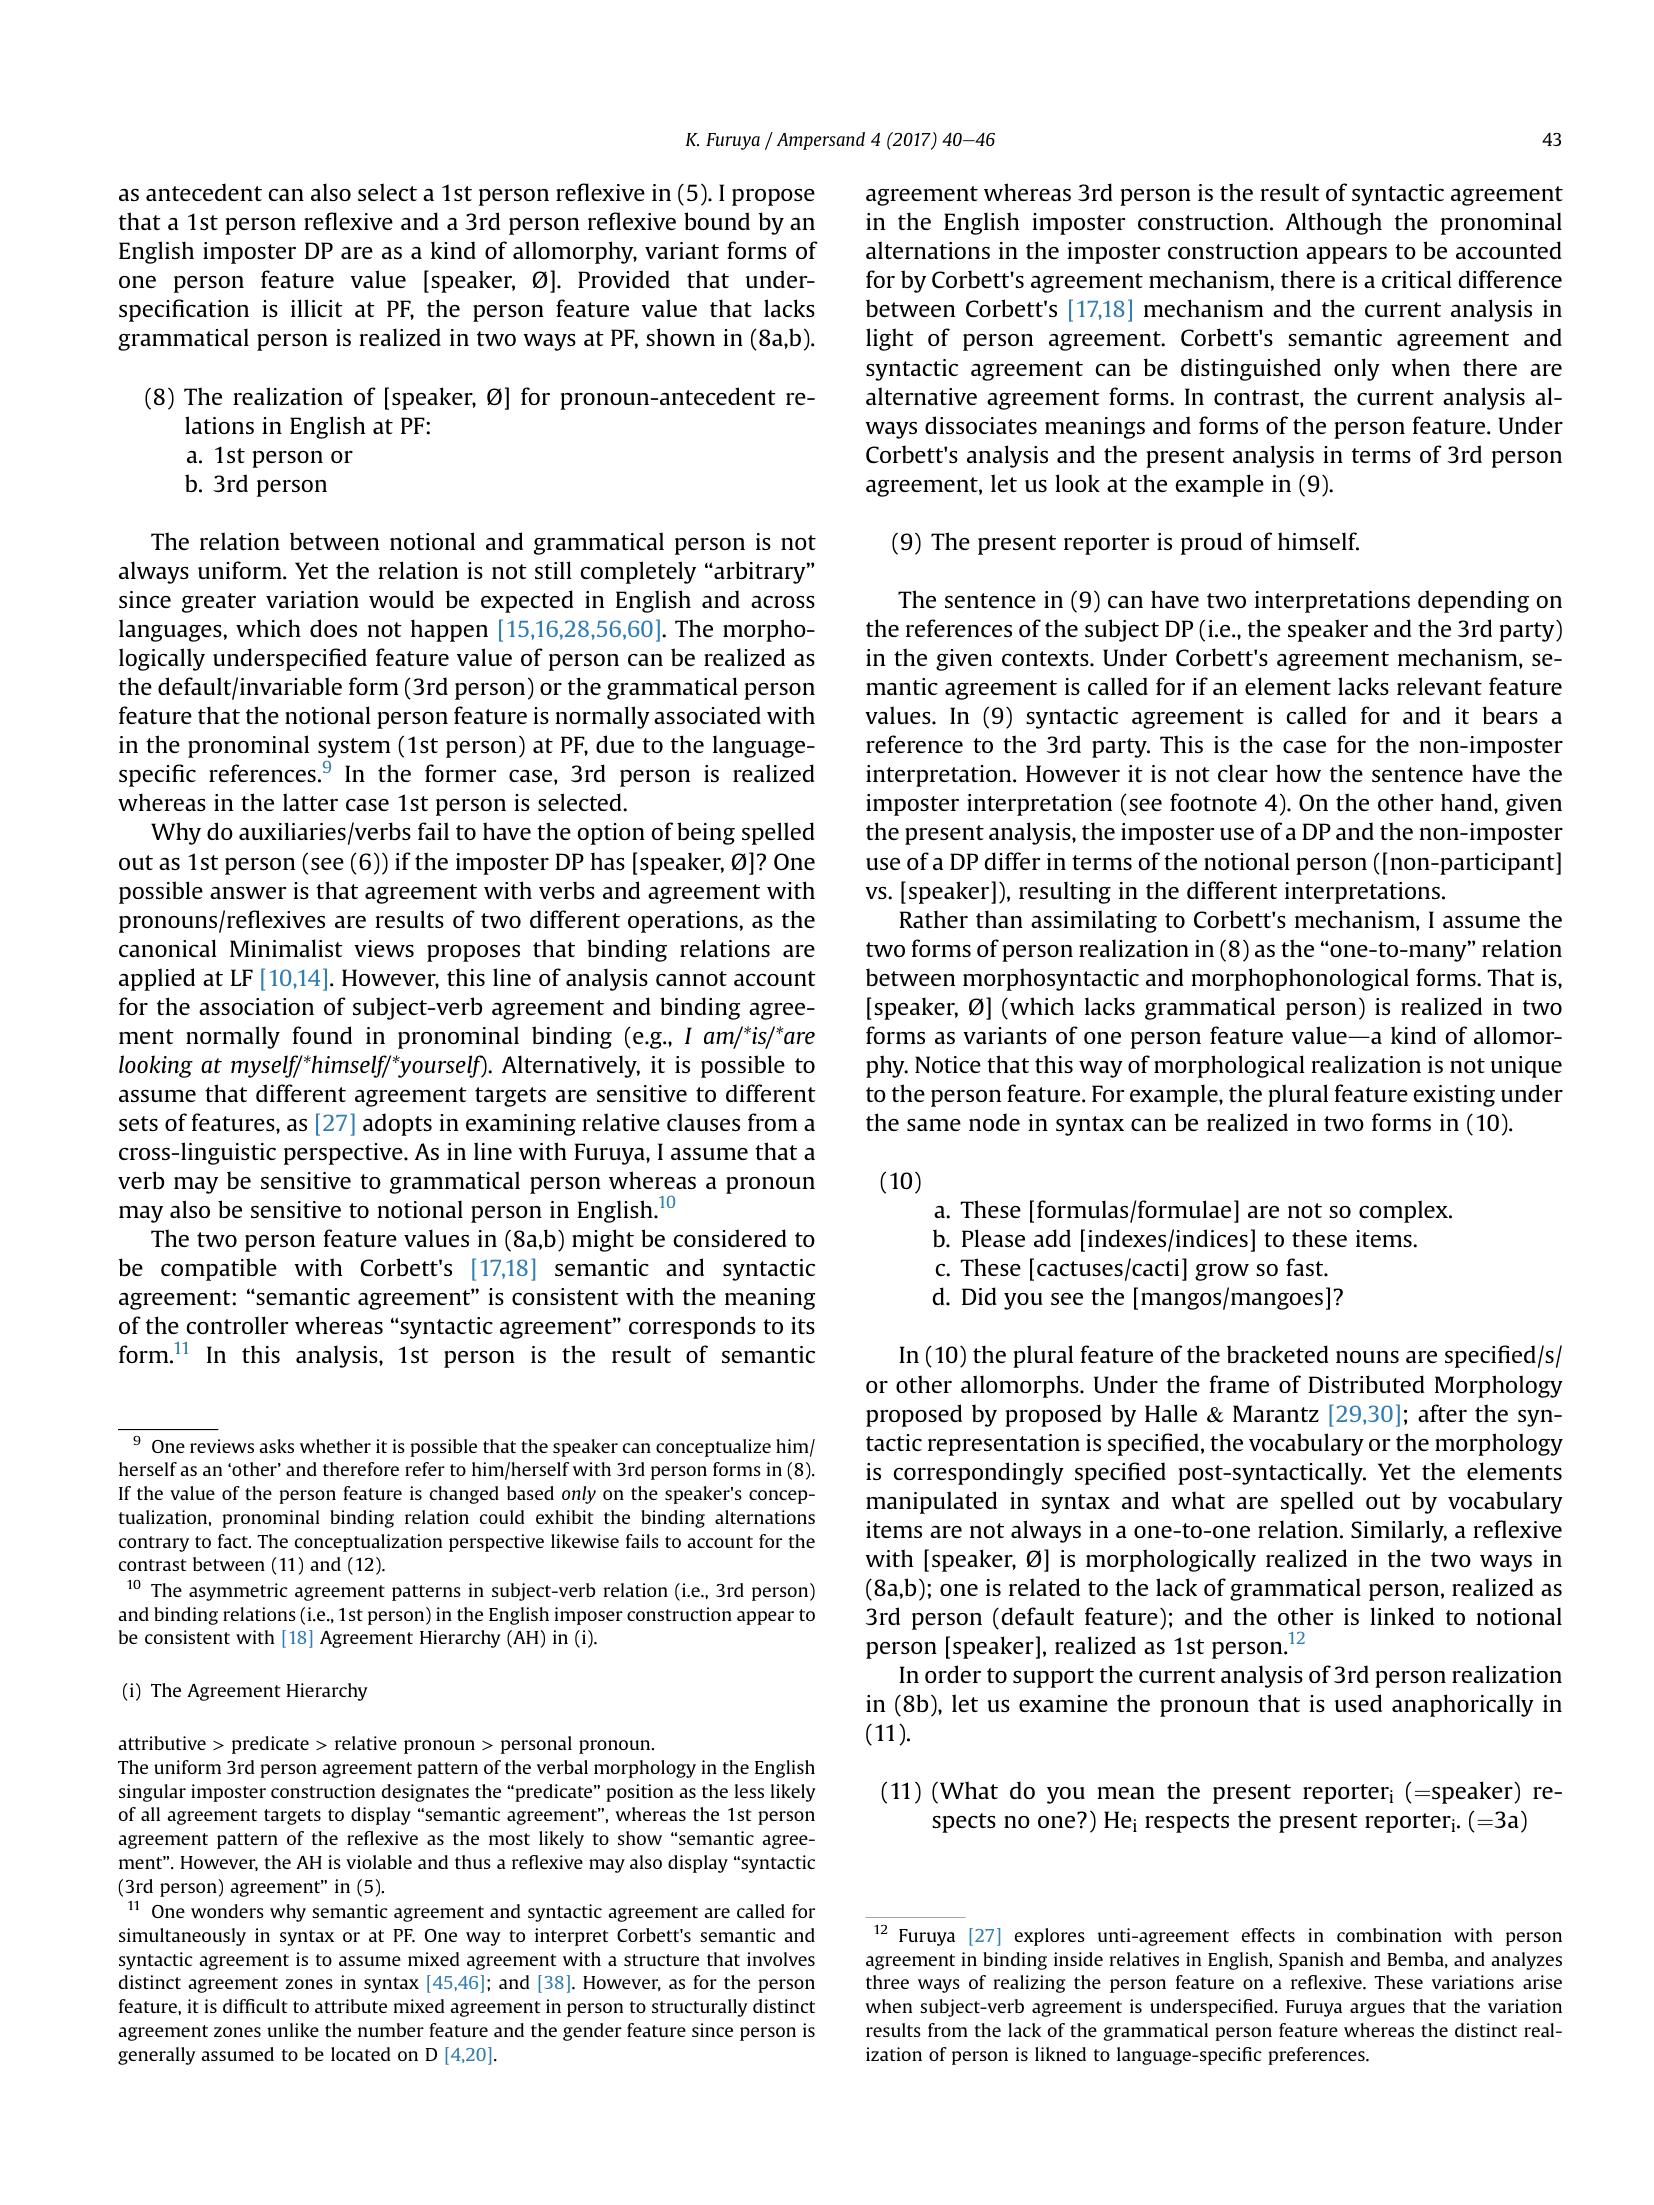 K. Furuya / Ampersand 4 (2017) 40–46
43
as antecedent can also select a 1st person reflexive in (5). I propose
that a 1st person reflexive and a 3rd person reflexive bound by an
English imposter DP are as a kind of allomorphy, variant forms of
one person feature value [speaker, Ø]. Provided that under-
specification is illicit at PF, the person feature value that lacks
grammatical person is realized in two ways at PF, shown in (8a,b).
(8) The realization of [speaker, Ø] for pronoun-antecedent re-
lations in English at PF:
a. 1st person or
b. 3rd person
The relation between notional and grammatical person is not
always uniform. Yet the relation is not still completely “arbitrary”
since greater variation would be expected in English and across
languages, which does not happen [15,16,28,56,60]. The morpho-
logically underspecified feature value of person can be realized as
the default/invariable form (3rd person) or the grammatical person
feature that the notional person feature is normally associated with
in the pronominal system (1st person) at PF, due to the language-
specific references.9 In the former case, 3rd person is realized
whereas in the latter case 1st person is selected.
Why do auxiliaries/verbs fail to have the option of being spelled
out as 1st person (see (6)) if the imposter DP has [speaker, Ø]? One
possible answer is that agreement with verbs and agreement with
pronouns/reflexives are results of two different operations, as the
canonical Minimalist views proposes that binding relations are
applied at LF [10,14]. However, this line of analysis cannot account
for the association of subject-verb agreement and binding agree-
ment normally found in pronominal binding (e.g., I am/*is/*are
looking at myself/*himself/*yourself). Alternatively, it is possible to
assume that different agreement targets are sensitive to different
sets of features, as [27] adopts in examining relative clauses from a
cross-linguistic perspective. As in line with Furuya, I assume that a
verb may be sensitive to grammatical person whereas a pronoun
may also be sensitive to notional person in English.10
The two person feature values in (8a,b) might be considered to
be compatible with Corbett's [17,18] semantic and syntactic
agreement: “semantic agreement” is consistent with the meaning
of the controller whereas “syntactic agreement” corresponds to its
form.11 In this analysis, 1st person is the result of semantic
9 One reviews asks whether it is possible that the speaker can conceptualize him/
herself as an ‘other’ and therefore refer to him/herself with 3rd person forms in (8).
If the value of the person feature is changed based only on the speaker's concep-
tualization, pronominal binding relation could exhibit the binding alternations
contrary to fact. The conceptualization perspective likewise fails to account for the
contrast between (11) and (12).
10 The asymmetric agreement patterns in subject-verb relation (i.e., 3rd person)
and binding relations (i.e., 1st person) in the English imposer construction appear to
be consistent with [18] Agreement Hierarchy (AH) in (i).
(i) The Agreement Hierarchy
attributive > predicate > relative pronoun > personal pronoun.
The uniform 3rd person agreement pattern of the verbal morphology in the English
singular imposter construction designates the “predicate” position as the less likely
of all agreement targets to display “semantic agreement”, whereas the 1st person
agreement pattern of the reflexive as the most likely to show “semantic agree-
ment”. However, the AH is violable and thus a reflexive may also display “syntactic
(3rd person) agreement” in (5).
11 One wonders why semantic agreement and syntactic agreement are called for
simultaneously in syntax or at PF. One way to interpret Corbett's semantic and
syntactic agreement is to assume mixed agreement with a structure that involves
distinct agreement zones in syntax [45,46]; and [38]. However, as for the person
feature, it is difficult to attribute mixed agreement in person to structurally distinct
agreement zones unlike the number feature and the gender feature since person is
generally assumed to be located on D [4,20].
agreement whereas 3rd person is the result of syntactic agreement
in the English imposter construction. Although the pronominal
alternations in the imposter construction appears to be accounted
for by Corbett's agreement mechanism, there is a critical difference
between Corbett's [17,18] mechanism and the current analysis in
light of person agreement. Corbett's semantic agreement and
syntactic agreement can be distinguished only when there are
alternative agreement forms. In contrast, the current analysis al-
ways dissociates meanings and forms of the person feature. Under
Corbett's analysis and the present analysis in terms of 3rd person
agreement, let us look at the example in (9).
(9) The present reporter is proud of himself.
The sentence in (9) can have two interpretations depending on
the references of the subject DP (i.e., the speaker and the 3rd party)
in the given contexts. Under Corbett's agreement mechanism, se-
mantic agreement is called for if an element lacks relevant feature
values. In (9) syntactic agreement is called for and it bears a
reference to the 3rd party. This is the case for the non-imposter
interpretation. However it is not clear how the sentence have the
imposter interpretation (see footnote 4). On the other hand, given
the present analysis, the imposter use of a DP and the non-imposter
use of a DP differ in terms of the notional person ([non-participant]
vs. [speaker]), resulting in the different interpretations.
Rather than assimilating to Corbett's mechanism, I assume the
two forms of person realization in (8) as the “one-to-many” relation
between morphosyntactic and morphophonological forms. That is,
[speaker, Ø] (which lacks grammatical person) is realized in two
forms as variants of one person feature value—a kind of allomor-
phy. Notice that this way of morphological realization is not unique
to the person feature. For example, the plural feature existing under
the same node in syntax can be realized in two forms in (10).
(10)
a. These [formulas/formulae] are not so complex.
b. Please add [indexes/indices] to these items.
c. These [cactuses/cacti] grow so fast.
d. Did you see the [mangos/mangoes]?
In (10) the plural feature of the bracketed nouns are specified/s/
or other allomorphs. Under the frame of Distributed Morphology
proposed by proposed by Halle & Marantz [29,30]; after the syn-
tactic representation is specified, the vocabulary or the morphology
is correspondingly specified post-syntactically. Yet the elements
manipulated in syntax and what are spelled out by vocabulary
items are not always in a one-to-one relation. Similarly, a reflexive
with [speaker, Ø] is morphologically realized in the two ways in
(8a,b); one is related to the lack of grammatical person, realized as
3rd person (default feature); and the other is linked to notional
person [speaker], realized as 1st person.12
In order to support the current analysis of 3rd person realization
in (8b), let us examine the pronoun that is used anaphorically in
(11).
(11) (What do you mean the present reporteri (=speaker) re-
spects no one?) Hei respects the present reporteri. (=3a)
12 Furuya [27] explores unti-agreement effects in combination with person
agreement in binding inside relatives in English, Spanish and Bemba, and analyzes
three ways of realizing the person feature on a reflexive. These variations arise
when subject-verb agreement is underspecified. Furuya argues that the variation
results from the lack of the grammatical person feature whereas the distinct real-
ization of person is likned to language-specific preferences.